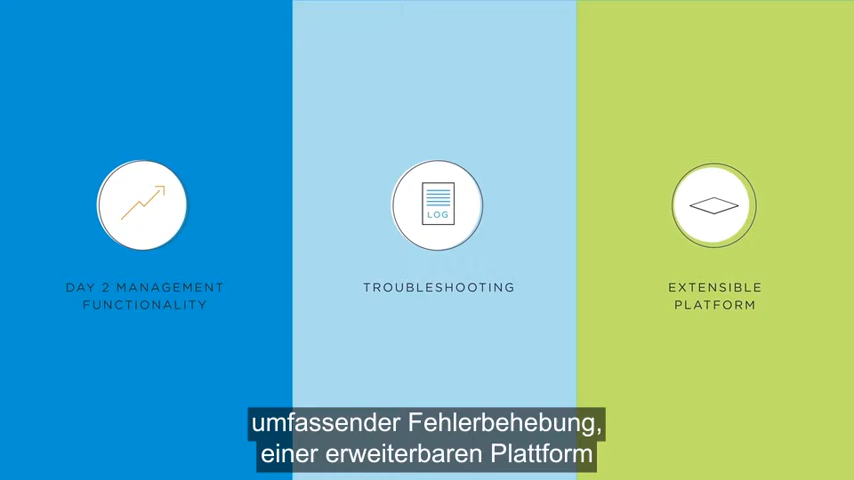 LOG
DAY 2 MANAGEMENT
FUNCTIONALITY
TROUBLESHOOTING
EXTENSIBLE
PLATFORM
umfassender Fehlerbehebung,
einer erweiterbaren Plattform